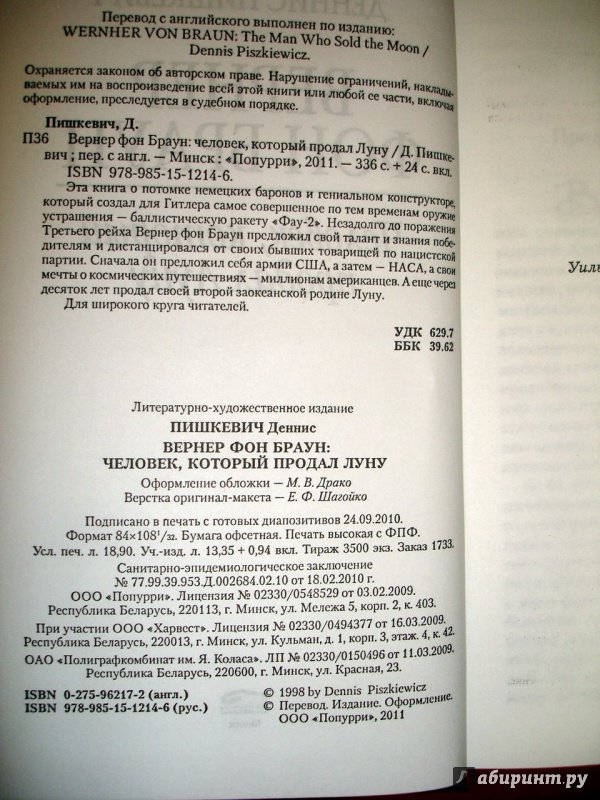 Перевод с английского выполнен по изданию:
WERNHER VON BRAUN: The Man Who Sold the Moon /
Dennis Piszkiewicz.
Охраняется законом об авторском праве. Нарушение ограничений, наклады-
ваемых им на воспроизведение всей этой книги или любой ее части, включая
оформление, преследуется в судебном порядке.
Пишкевич, Д.
П36 Вернер фон Браун: человек, который продал Луну / Д. Пишке-
вич ; пер. с англ. — Минск : «Попурри», 2011. — 336 с. + 24 с. вкл.
ISBN 978-985-15-1214-6.
Эта книга о потомке немецких баронов и гениальном конструкторе,
который создал для Гитлера самое совершенное по тем временам оружие
устрашения — баллистическую ракету «Фау-2». Незадолго до поражения
Третьего рейха Вернер фон Браун предложил свой талант и знания побе-
дителям и дистанцировался от своих бывших товарищей по нацистской
партии. Сначала он предложил себя армии США, а затем — НАСА, а свои
мечты о космических путешествиях — миллионам американцев. А еще через
десяток лет продал своей второй заокеанской родине Луну.
Для широкого круга читателей.
УДК 629.7
ББК 39.62
Уиль
Литературно-художественное издание
ПИШКЕВИЧ Деннис
ВЕРНЕР ФОН БРАУН:
ЧЕЛОВЕК, КОТОРЫЙ ПРОДАЛ ЛУНУ
Оформление обложки — М. В. Драко
Верстка оригинал-макета — Е. Ф. Шагойко
Подписано в печать с готовых диапозитивов 24.09.2010.
Формат 84×108¹/₃₂. Бумага офсетная. Печать высокая с ФПФ.
Усл. печ. л. 18,90. Уч.-изд. л. 13,35 + 0,94 вкл. Тираж 3500 экз. Заказ 1733.
Санитарно-эпидемиологическое заключение
№ 77.99.39.953.Д.002684.02.10 от 18.02.2010 г.
ООО «Попурри». Лицензия № 02330/0548529 от 03.02.2009.
Республика Беларусь, 220113, г. Минск, ул. Мележа 5, корп. 2, к. 403.
При участии ООО «Харвест». Лицензия № 02330/0494377 от 16.03.2009.
Республика Беларусь, 220013, г. Минск, ул. Кульман, д. 1, корп. 3, этаж. 4, к. 42.
ОАО «Полиграфкомбинат им. Я. Коласа». ЛП № 02330/0150496 от 11.03.2009.
Республика Беларусь, 220600, г. Минск, ул. Красная, 23.
ISBN 0-275-96217-2 (англ.) © 1998 by Dennis Piszkiewicz
ISBN 978-985-15-1214-6 (рус.) © Перевод. Издание. Оформление.
ООО «Попурри», 2011
абиринт.ру